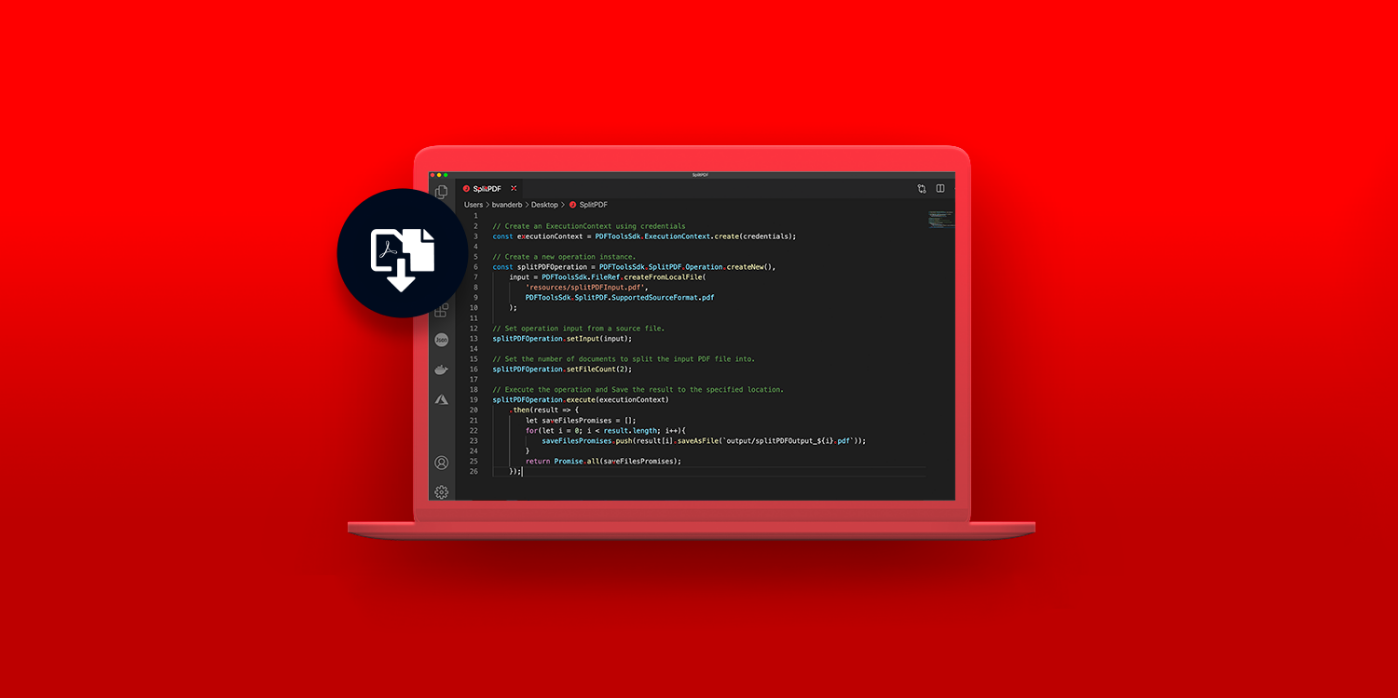 SplitPDF
SplitPDF
Users > bvanderb > Desktop > SplitPDF
1
2 // Create an ExecutionContext using credentials
3 const executionContext = PDFToolsSdk.ExecutionContext.create(credentials);
4
5 // Create a new operation instance.
6 const splitPDFOperation = PDFToolsSdk.SplitPDF.Operation.createNew(),
7 input = PDFToolsSdk.FileRef.createFromLocalFile(
8 'resources/splitPDFInput.pdf',
9 PDFToolsSdk.SplitPDF.SupportedSourceFormat.pdf
10 );
11
12 // Set operation input from a source file.
13 splitPDFOperation.setInput(input);
14
15 // Set the number of documents to split the input PDF file into.
16 splitPDFOperation.setFileCount(2);
17
18 // Execute the operation and Save the result to the specified location.
19 splitPDFOperation.execute(executionContext)
20 .then(result => {
21 let saveFilesPromises = [];
22 for(let i = 0; i < result.length; i++){
23 saveFilesPromises.push(result[i].saveAsFile(`output/splitPDFOutput_${i}.pdf`));
24 }
25 return Promise.all(saveFilesPromises);
26 });